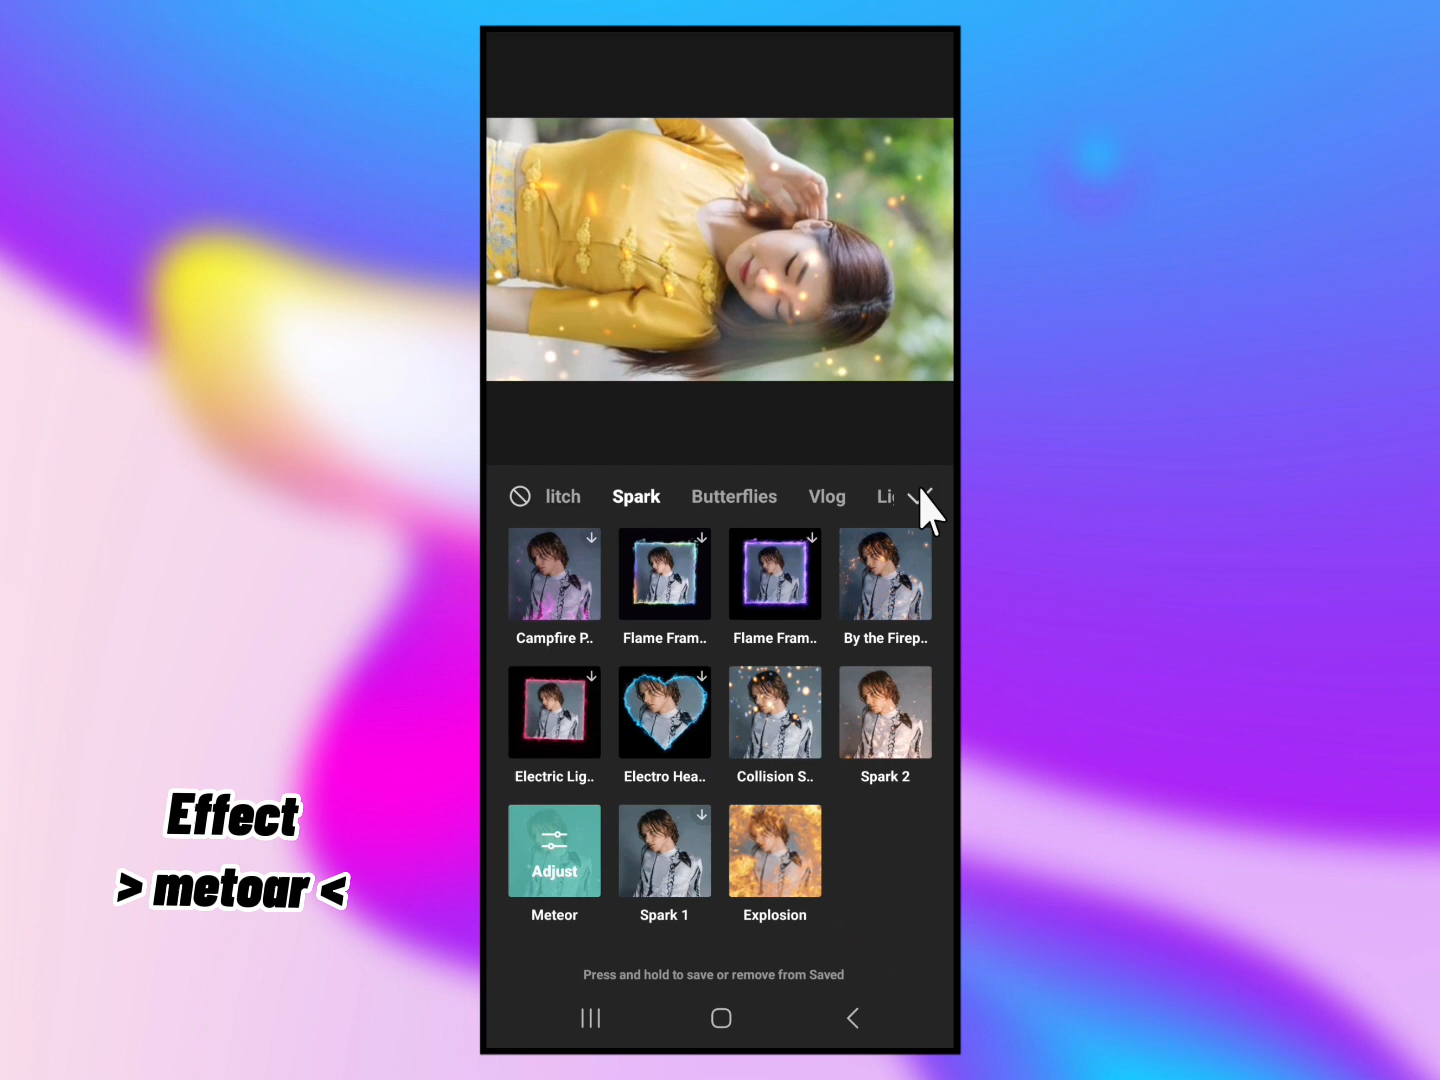 litch Spark Butterflies Vlog Li
Campfire P.. Flame Fram.. Flame Fram.. By the Firep..
Electric Lig.. Electro Hea.. Collision S.. Spark 2
Adjust
Meteor Spark 1 Explosion
Press and hold to save or remove from Saved
Effect
> metoar <